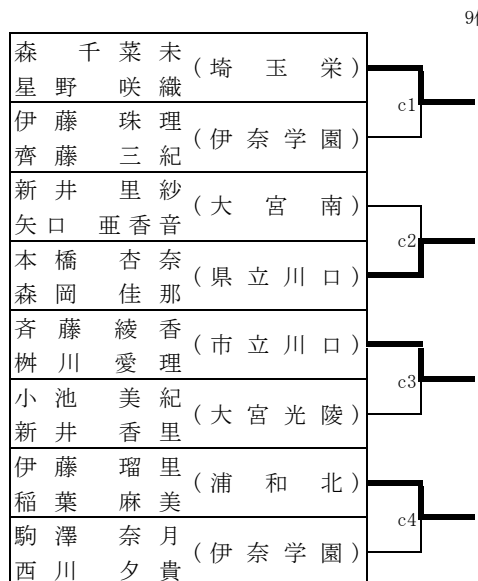 9
森千菜未
星野咲織
(埼玉栄)
c1
伊藤珠理
齊藤三紀
(伊奈学園)
新井里紗
矢口亜香音
(大宮南)
c2
本橋杏奈
森岡佳那
(県立川口)
斉藤綾香
桝川愛理
(市立川口)
c3
小池美紀
新井香里
(大宮光陵)
伊藤瑠里
稲葉麻美
(浦和北)
c4
駒澤奈月
西川夕貴
(伊奈学園)